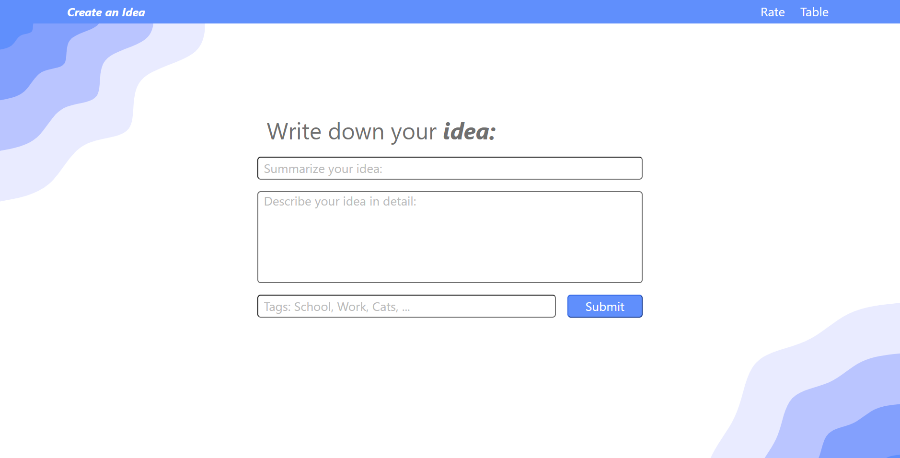 Create an Idea Rate Table
Write down your idea:
Summarize your idea:
Describe your idea in detail:
Tags: School, Work, Cats, ... Submit